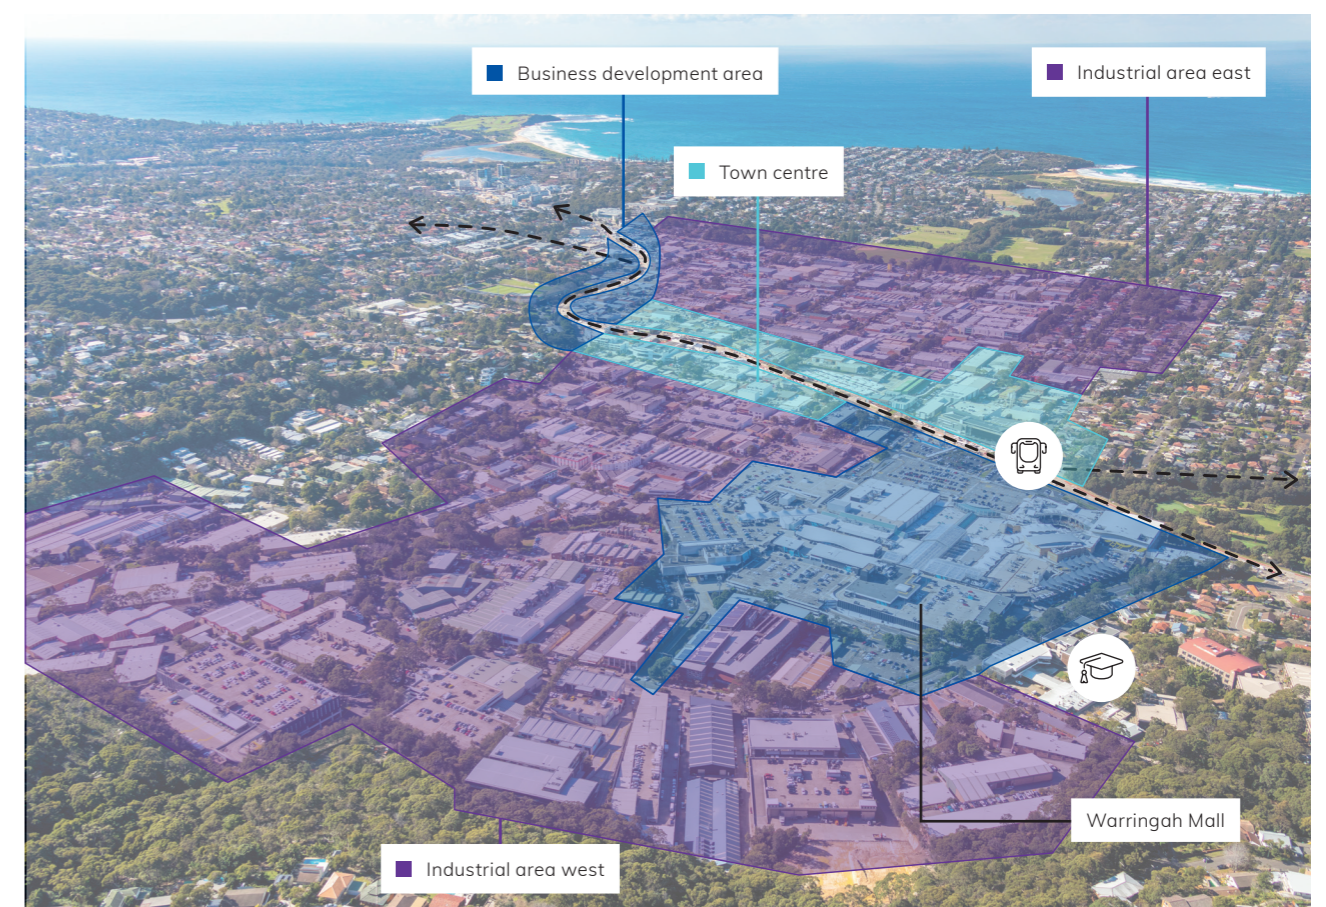 Business development area
Industrial area east
Town centre
Warringah Mall
Industrial area west